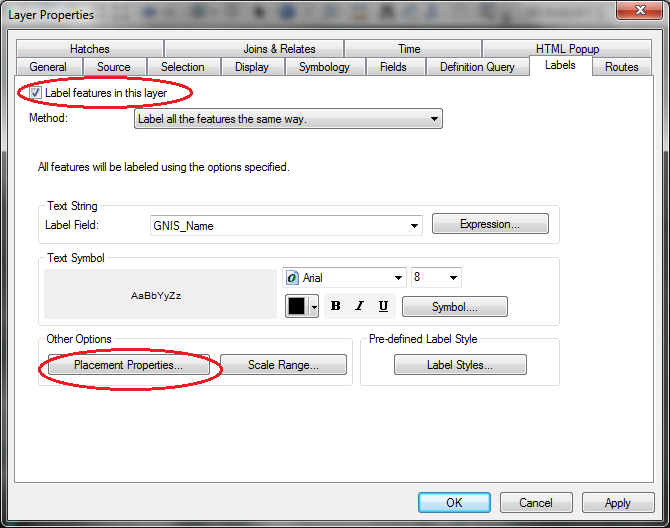 Layer Properties
Hatches Joins & Relates Time HTML Popup
General Source Selection Display Symbology Fields Definition Query Labels Routes
Label features in this layer
Method: Label all the features the same way.
All features will be labeled using the options specified.
Text String
Label Field: GNIS_Name Expression...
Text Symbol
AaBbYyZz
Arial 8
B I U Symbol....
Other Options Pre-defined Label Style
Placement Properties... Scale Range... Label Styles...
OK Cancel Apply